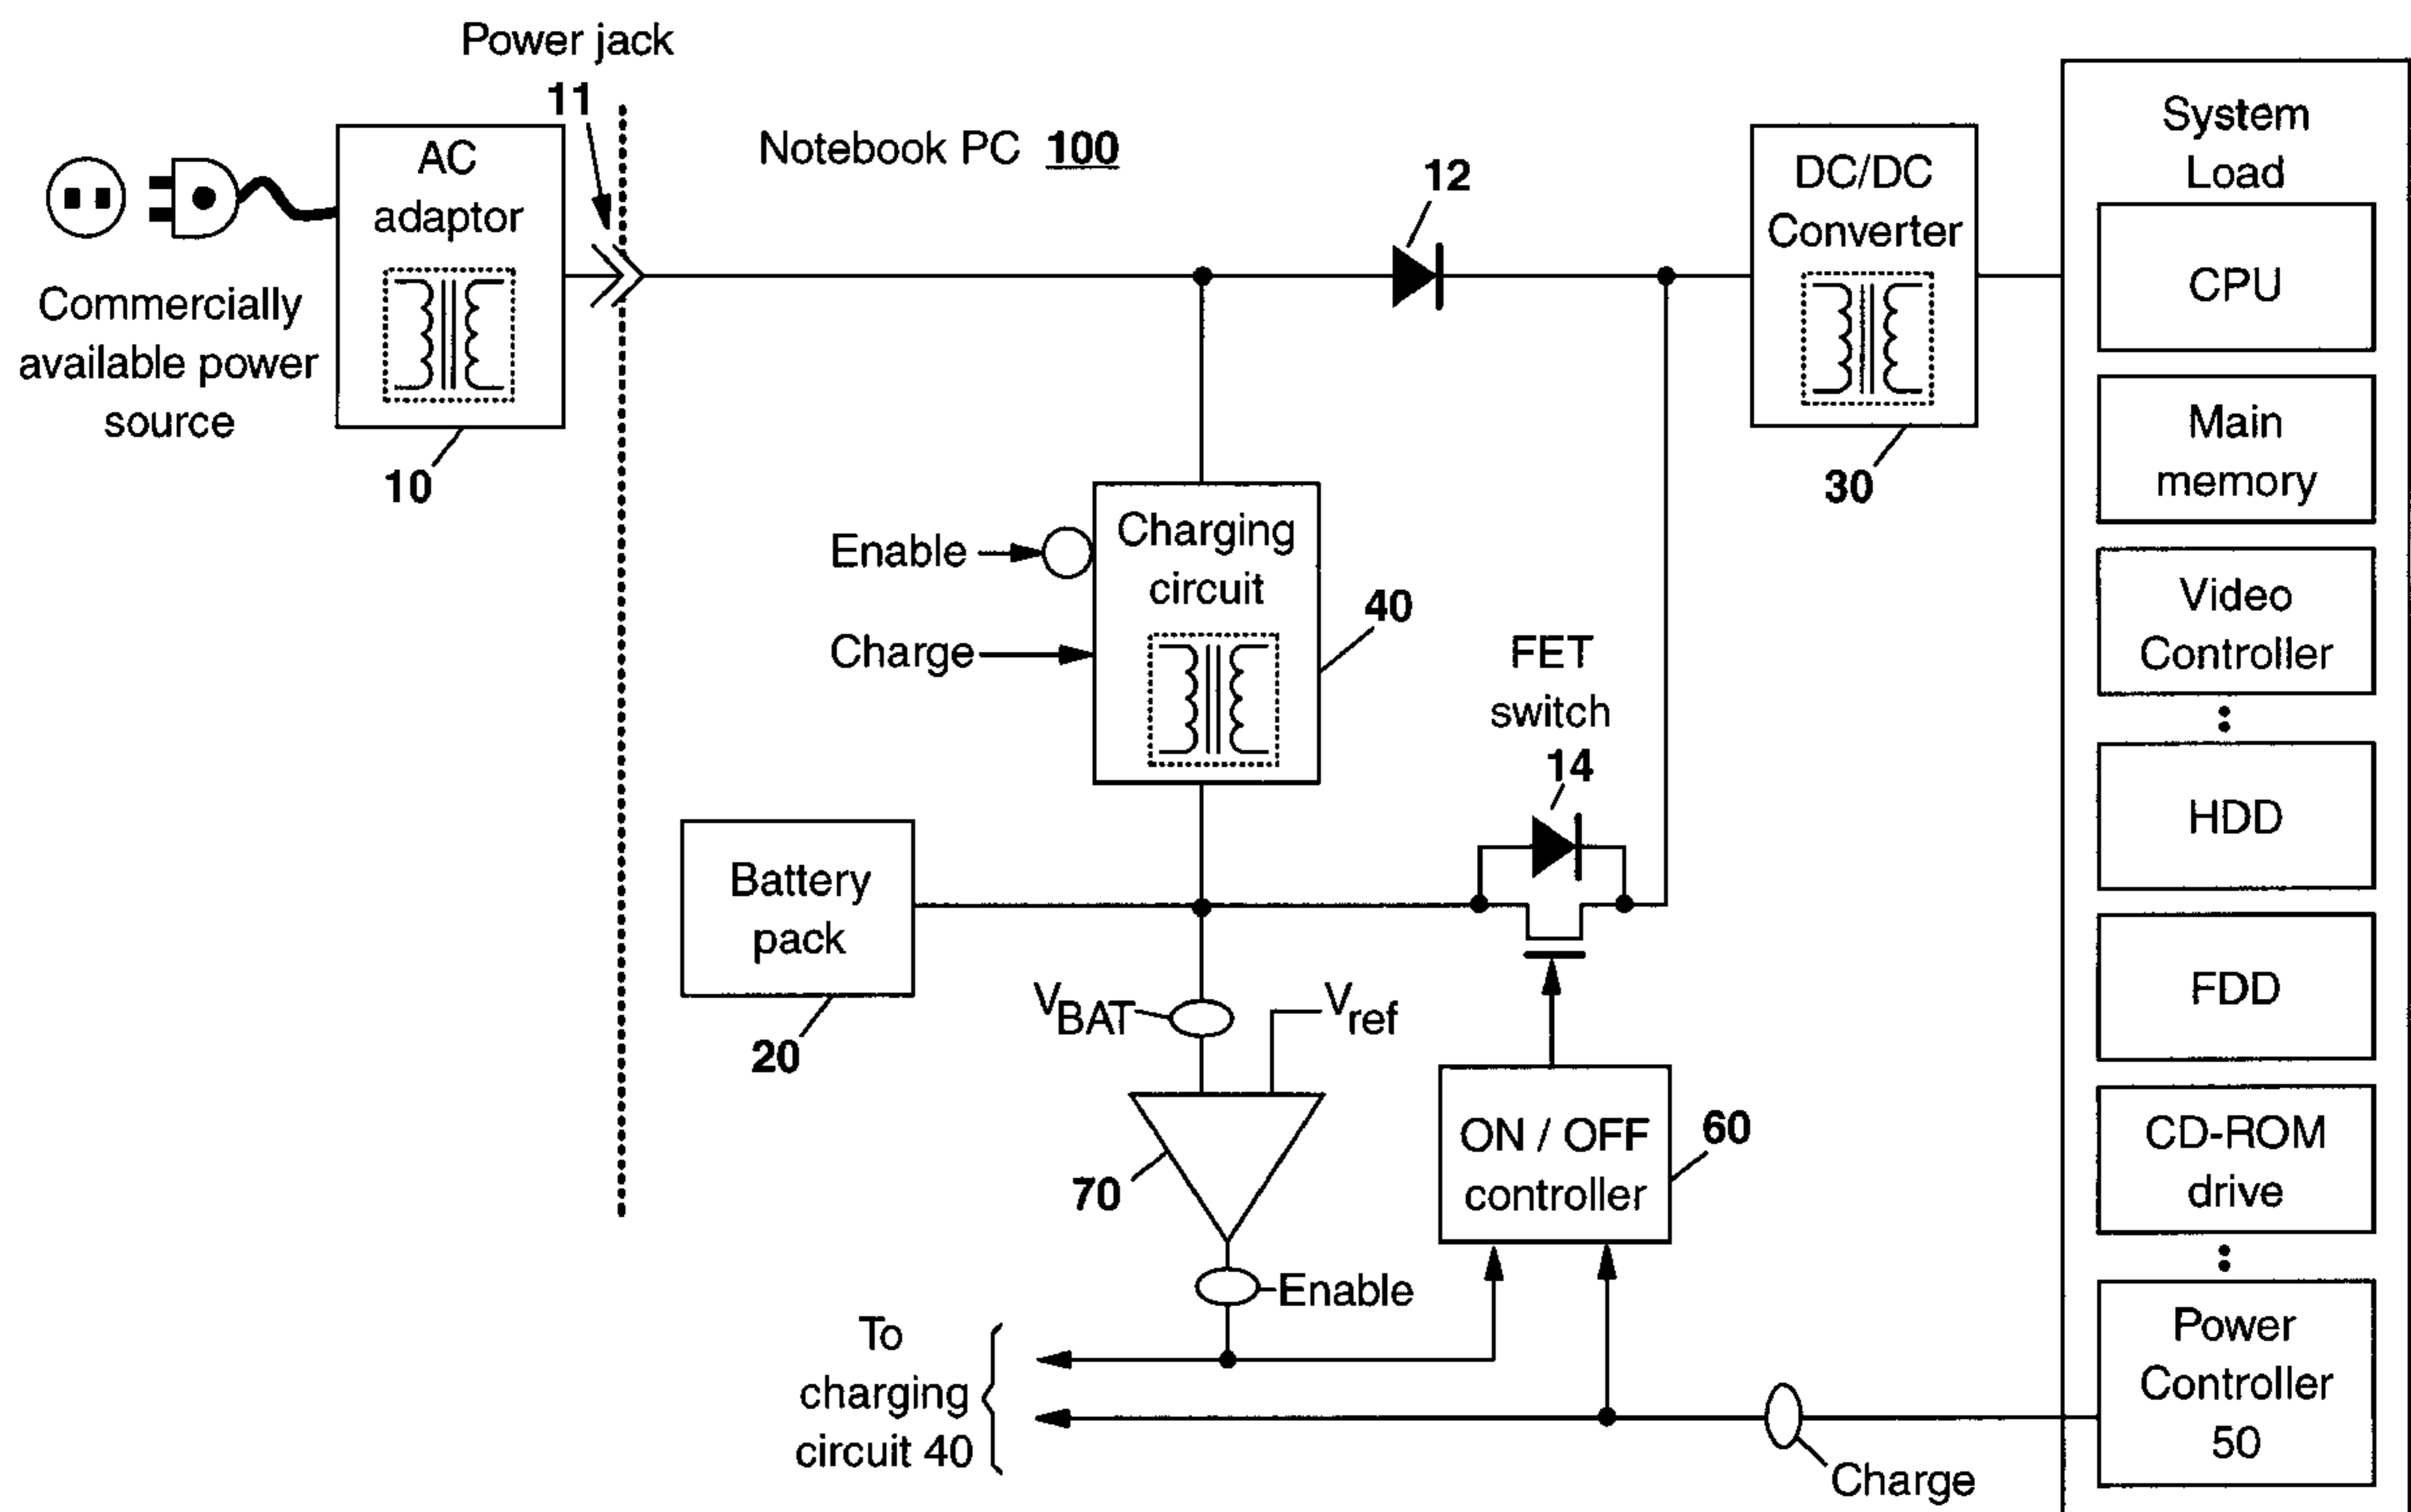 Power jack
11
Notebook PC 100
AC
adaptor
10
Commercially
available power
source
12
DC/DC
Converter
30
System
Load
CPU
Main
memory
Video
Controller
HDD
FDD
CD-ROM
drive
Power
Controller
50
Enable
Charge
Charging
circuit
40
FET
switch
14
Battery
pack
20
VBAT
Vref
70
ON / OFF
controller
60
Enable
To
charging
circuit 40
Charge